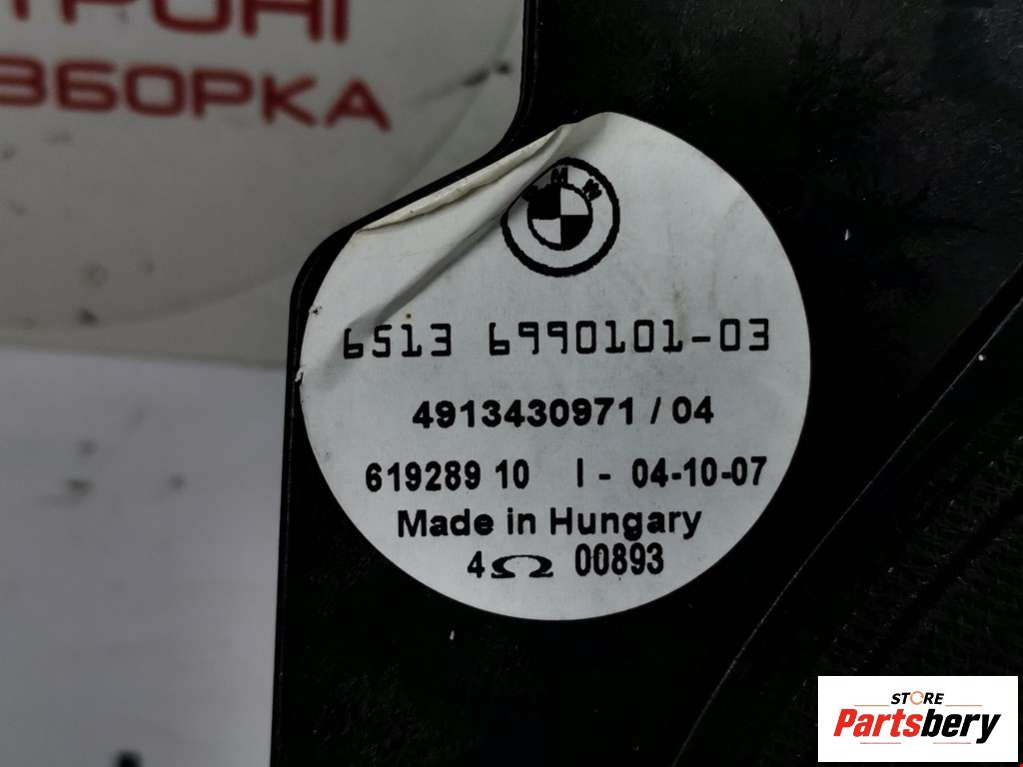 ТРОНІ
ЗБОРКА
BMW
6513 6990101-03
4913430971 / 04
619289 10 I - 04-10-07
Made in Hungary
4Ω 00893
STORE
Partsbery